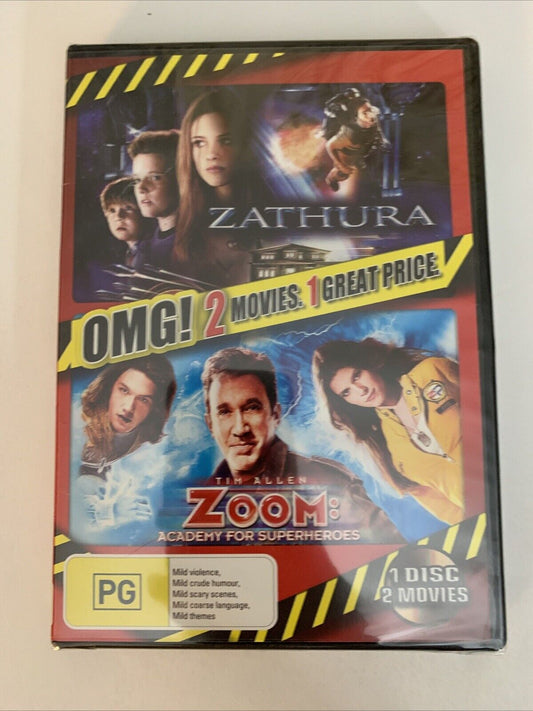 ZATHURA
OMG! 2 MOVIES. 1 GREAT PRICE.
TIM ALLEN
ZOOM:
ACADEMY FOR SUPERHEROES
PG
Mild violence,
Mild crude humour,
Mild scary scenes,
Mild coarse language,
Mild themes
1 DISC
2 MOVIES